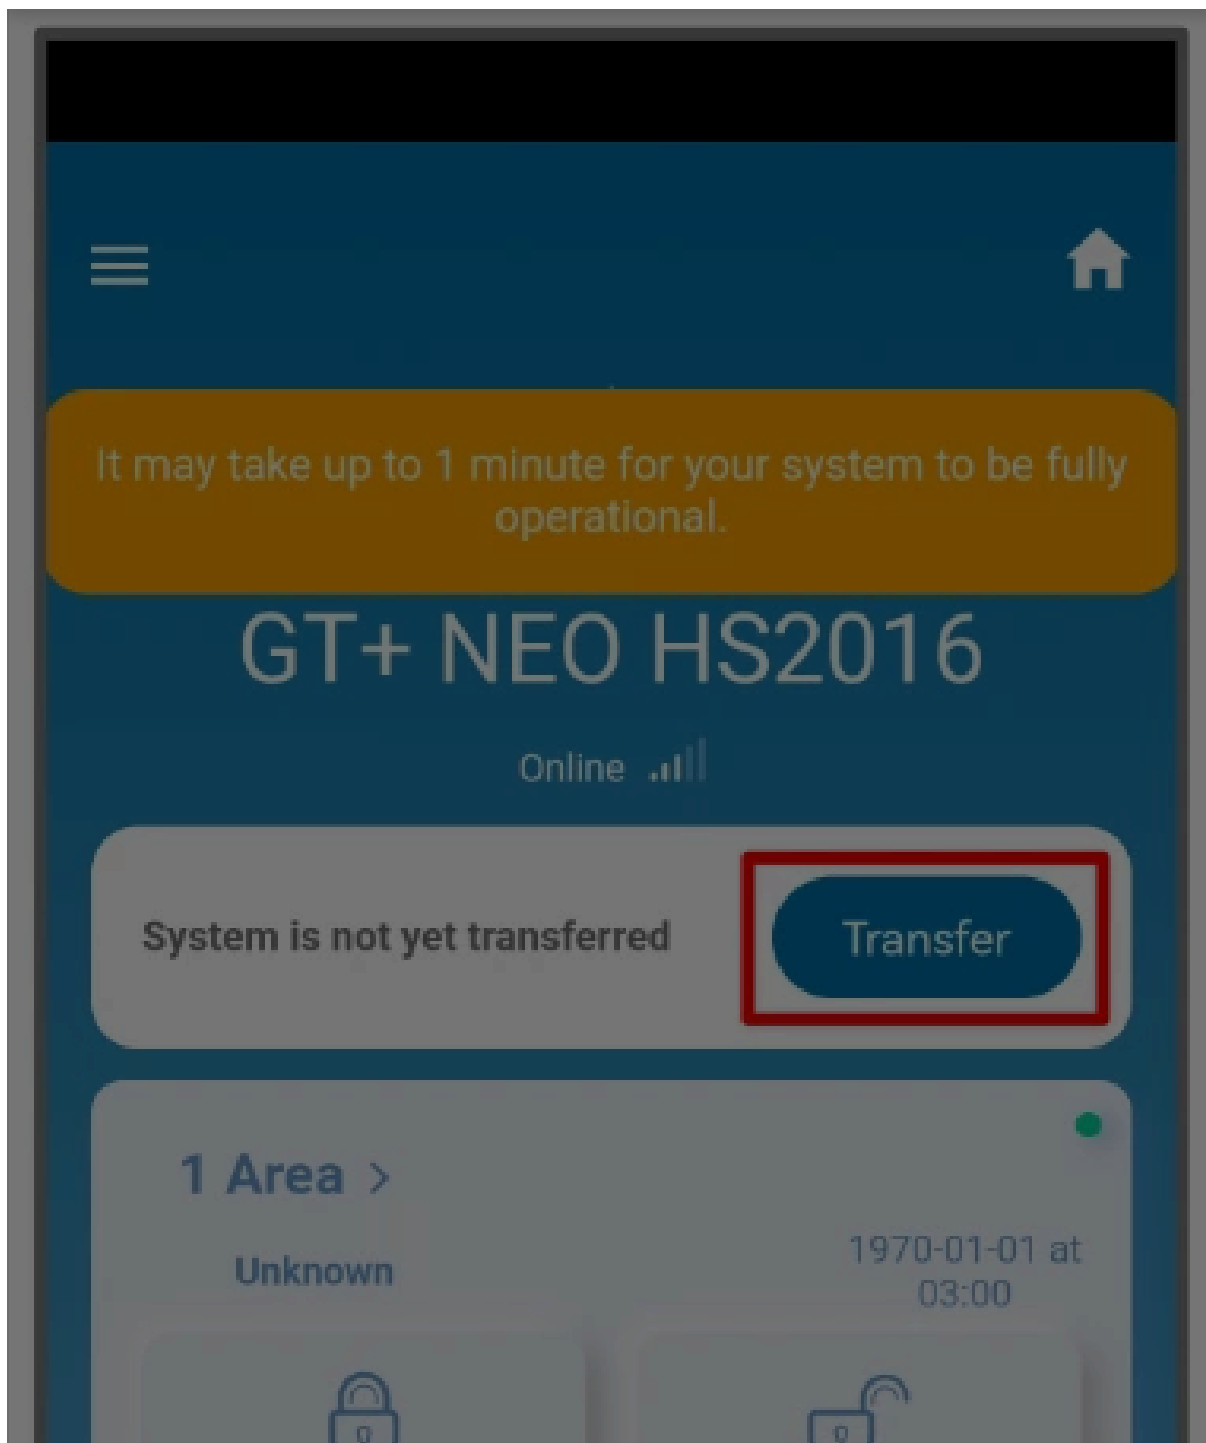 It may take up to 1 minute for your system to be fully
operational.
GT+ NEO HS2016
Online
System is not yet transferred
Transfer
1 Area >
Unknown
1970-01-01 at
03:00